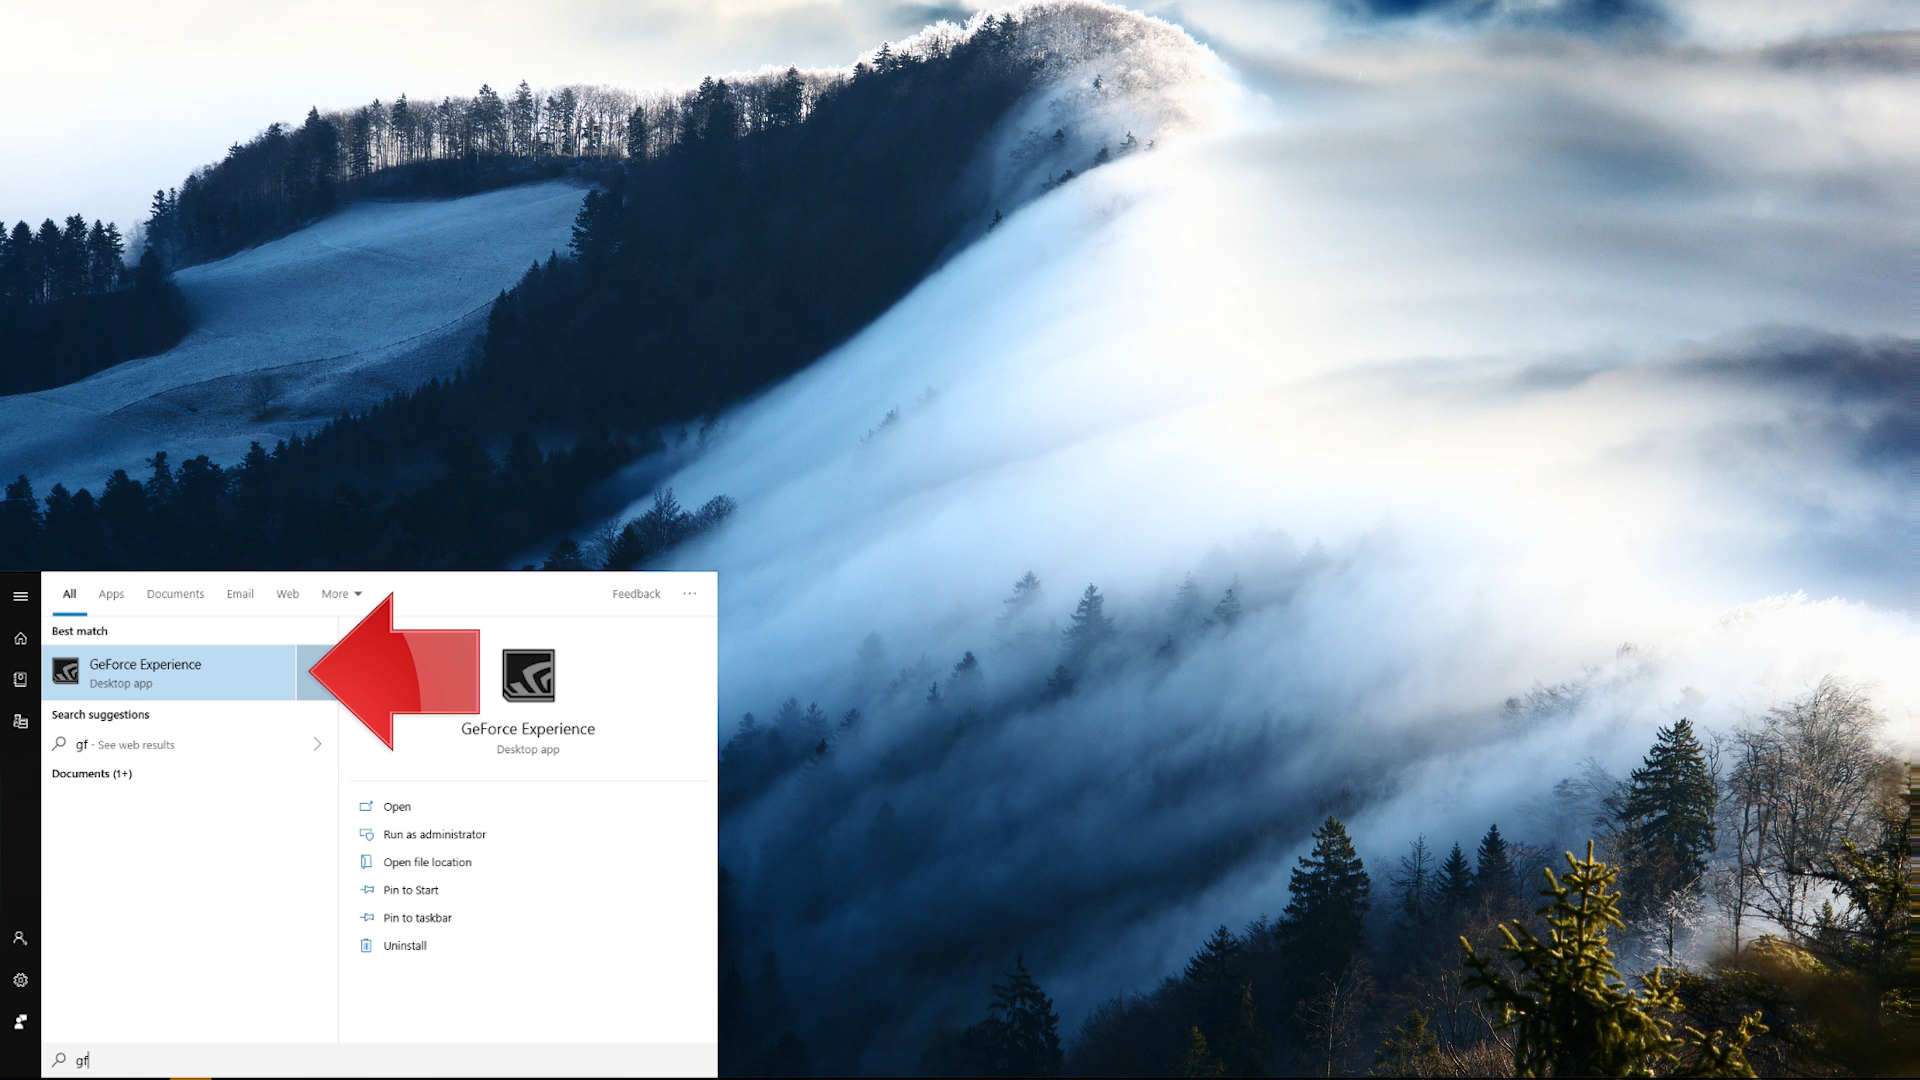 All Apps Documents Email Web More Feedback ...
Best match
GeForce Experience
Desktop app
Search suggestions
gf - See web results
Documents (1+)
GeForce Experience
Desktop app
Open
Run as administrator
Open file location
Pin to Start
Pin to taskbar
Uninstall
gf